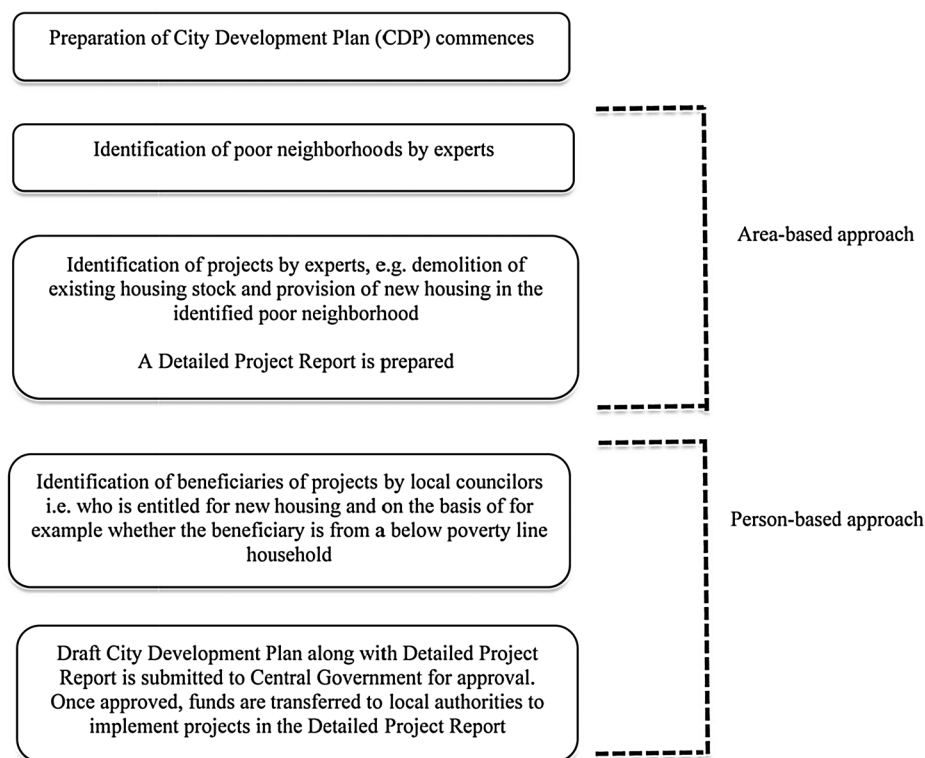 Preparation of City Development Plan (CDP) commences
Identification of poor neighborhoods by experts
Area-based approach
Identification of projects by experts, e.g. demolition of
existing housing stock and provision of new housing in the
identified poor neighborhood
A Detailed Project Report is prepared
Identification of beneficiaries of projects by local councilors
i.e. who is entitled for new housing and on the basis of for
example whether the beneficiary is from a below poverty line
household
Person-based approach
Draft City Development Plan along with Detailed Project
Report is submitted to Central Government for approval.
Once approved, funds are transferred to local authorities to
implement projects in the Detailed Project Report